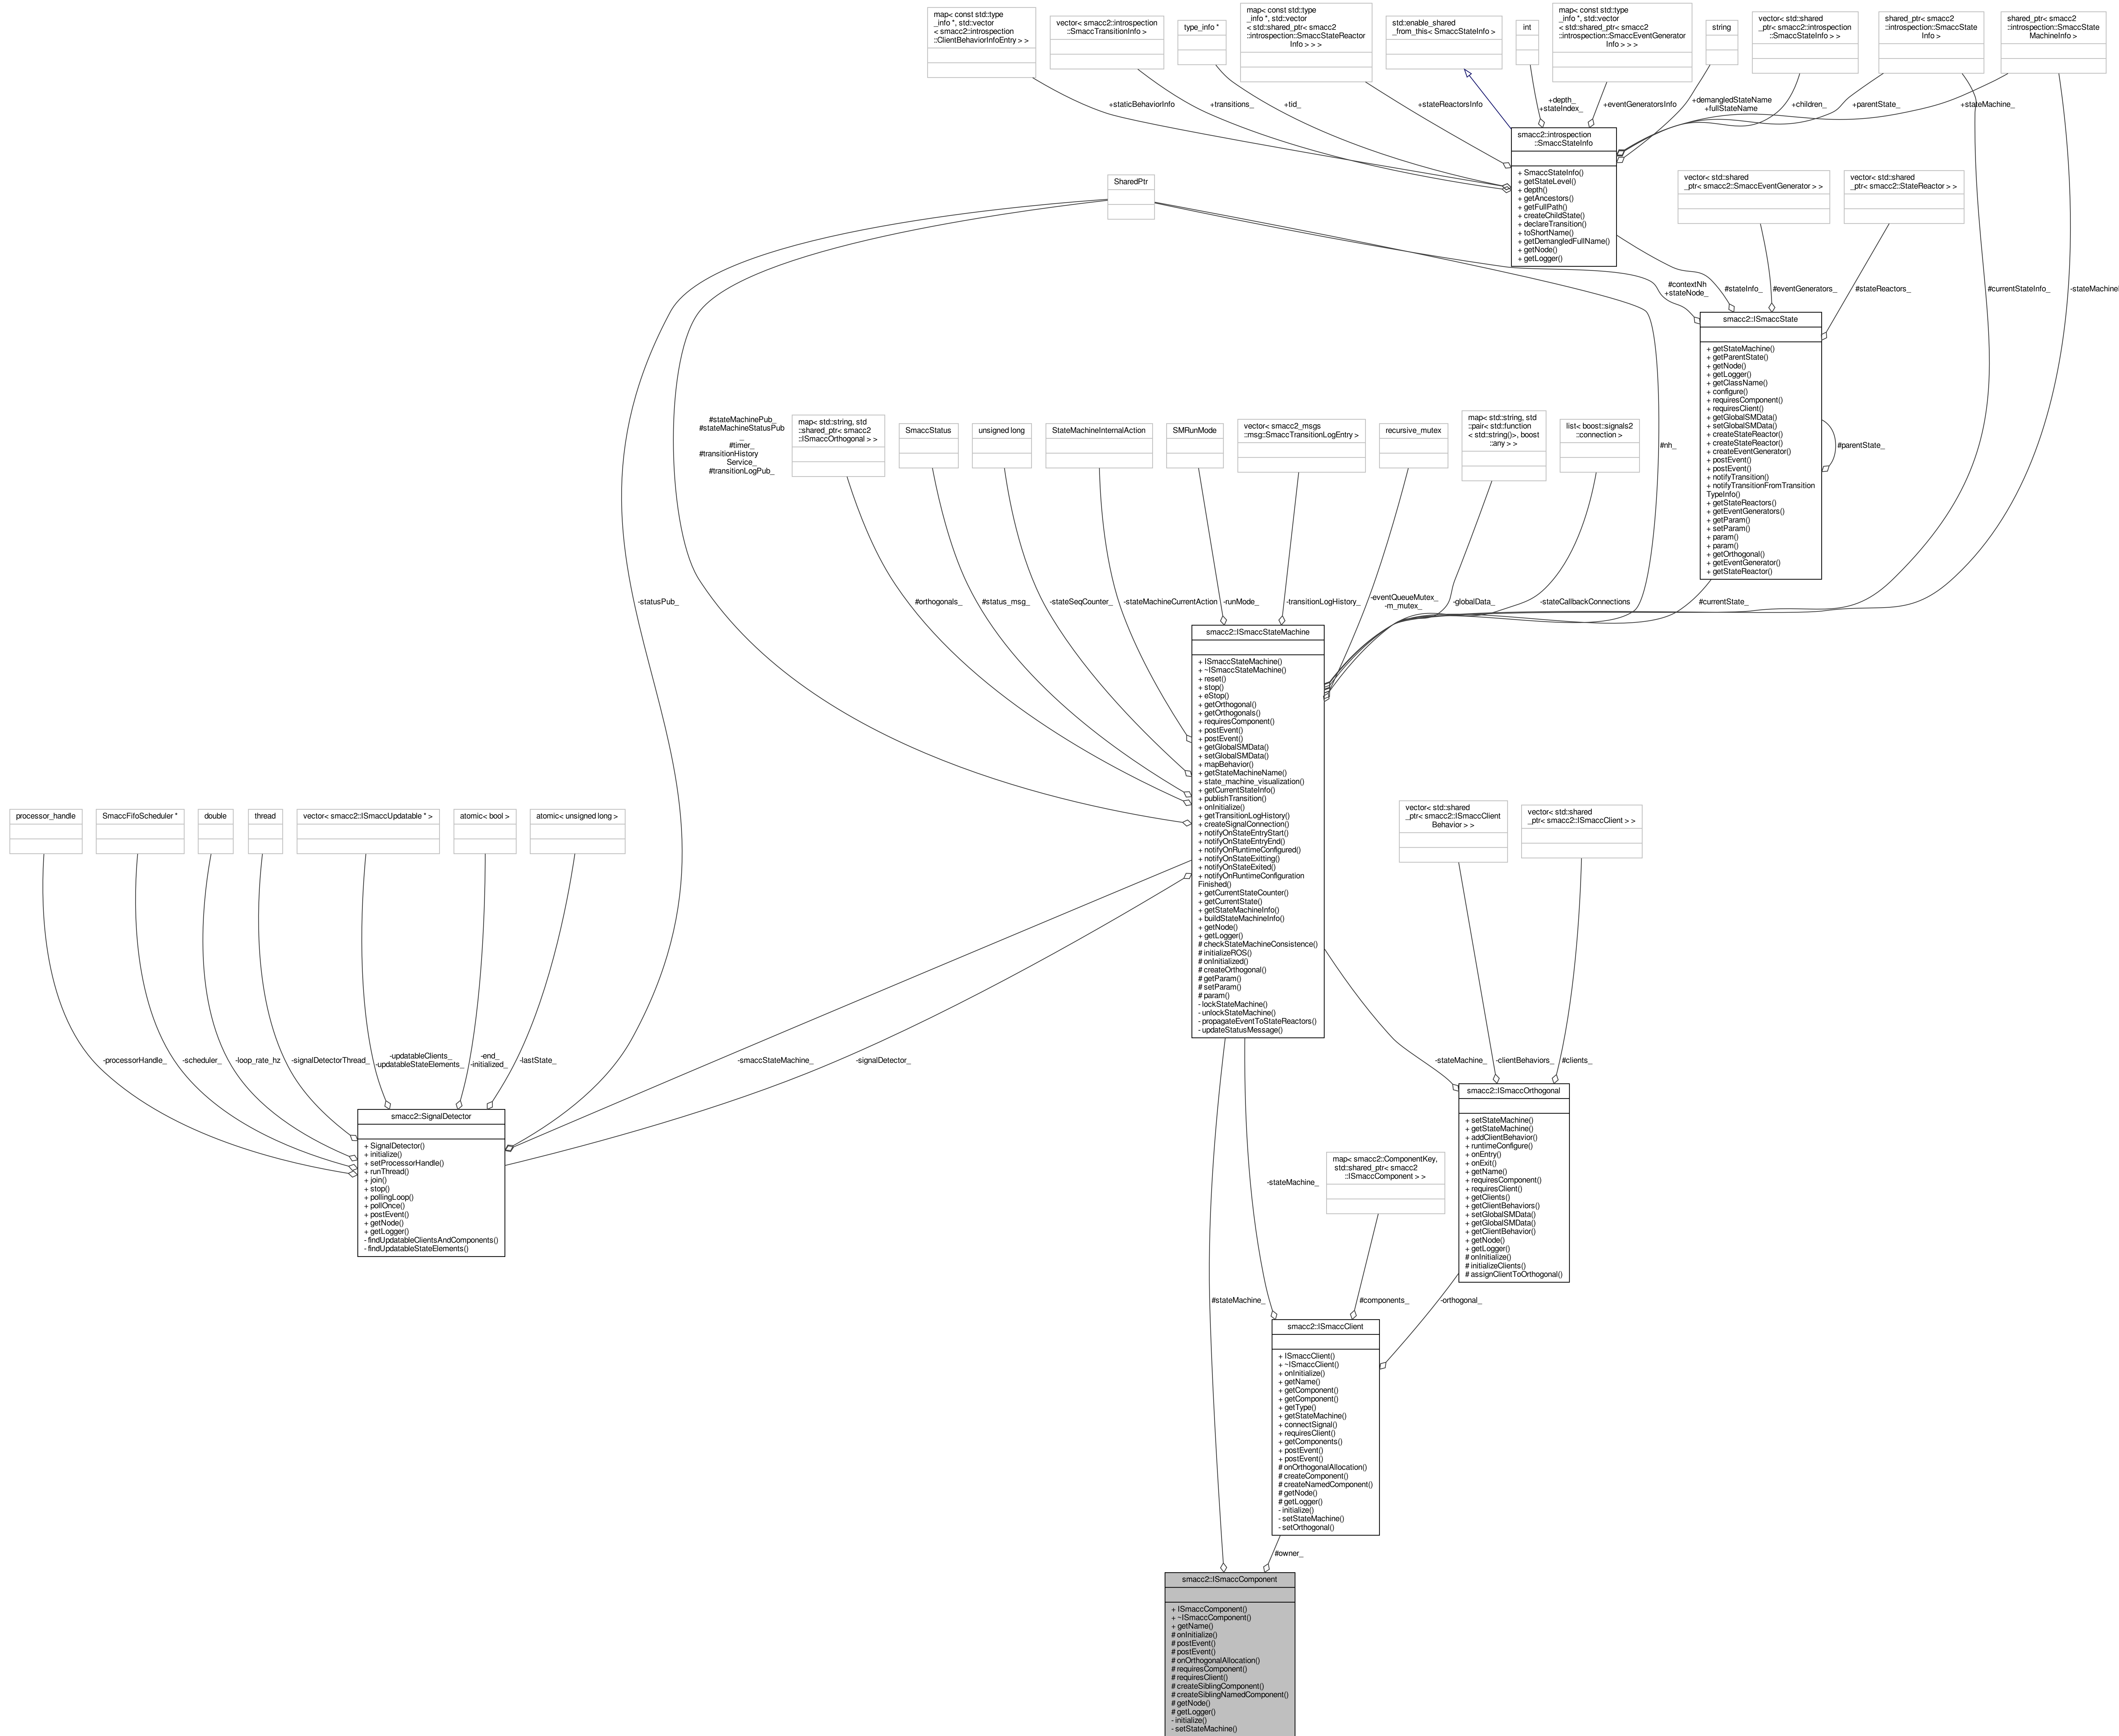 map< const std::type
_info *, std::vector
< smacc2::introspection
::ClientBehaviorInfoEntry > >
vector< smacc2::introspection
::SmaccTransitionInfo >
type_info *
map< const std::type
_info *, std::vector
< std::shared_ptr< smacc2
::introspection::SmaccStateReactor
Info > > >
std::enable_shared
_from_this< SmaccStateInfo >
int
map< const std::type
_info *, std::vector
< std::shared_ptr< smacc2
::introspection::SmaccEventGenerator
Info > > >
string
vector< std::shared
_ptr< smacc2::introspection
::SmaccStateInfo > >
shared_ptr< smacc2
::introspection::SmaccState
Info >
shared_ptr< smacc2
::introspection::SmaccState
MachineInfo >
+staticBehaviorInfo
+transitions_
+tid_
+stateReactorsInfo
+depth_
+stateIndex_
+eventGeneratorsInfo
+demangledStateName
+fullStateName
+children_
+parentState_
+stateMachine_
smacc2::introspection
::SmaccStateInfo
+ SmaccStateInfo()
+ getStateLevel()
+ depth()
+ getAncestors()
+ getFullPath()
+ createChildState()
+ declareTransition()
+ toShortName()
+ getDemangledFullName()
+ getNode()
+ getLogger()
SharedPtr
vector< std::shared
_ptr< smacc2::SmaccEventGenerator > >
vector< std::shared
_ptr< smacc2::StateReactor > >
#contextNh
+stateNode_
#stateInfo_
#eventGenerators_
#stateReactors_
#currentStateInfo_
-stateMachineI
smacc2::ISmaccState
+ getStateMachine()
+ getParentState()
+ getNode()
+ getLogger()
+ getClassName()
+ configure()
+ requiresComponent()
+ requiresClient()
+ getGlobalSMData()
+ setGlobalSMData()
+ createStateReactor()
+ createStateReactor()
+ createEventGenerator()
+ postEvent()
+ postEvent()
+ notifyTransition()
+ notifyTransitionFromTransition
TypeInfo()
+ getStateReactors()
+ getEventGenerators()
+ getParam()
+ setParam()
+ param()
+ param()
+ getOrthogonal()
+ getEventGenerator()
+ getStateReactor()
#parentState_
#stateMachinePub_
#stateMachineStatusPub
_
#timer_
#transitionHistory
Service_
#transitionLogPub_
map< std::string, std
::shared_ptr< smacc2
::ISmaccOrthogonal > >
SmaccStatus
unsigned long
StateMachineInternalAction
SMRunMode
vector< smacc2_msgs
::msg::SmaccTransitionLogEntry >
recursive_mutex
map< std::string, std
::pair< std::function
< std::string()>, boost
::any > >
list< boost::signals2
::connection >
#nh_
-statusPub_
#orthogonals_
#status_msg_
-stateSeqCounter_
-stateMachineCurrentAction
-runMode_
-transitionLogHistory_
-eventQueueMutex_
-m_mutex_
-globalData_
-stateCallbackConnections
#currentState_
smacc2::ISmaccStateMachine
+ ISmaccStateMachine()
+ ~ISmaccStateMachine()
+ reset()
+ stop()
+ eStop()
+ getOrthogonal()
+ getOrthogonals()
+ requiresComponent()
+ postEvent()
+ postEvent()
+ getGlobalSMData()
+ setGlobalSMData()
+ mapBehavior()
+ getStateMachineName()
+ state_machine_visualization()
+ getCurrentStateInfo()
+ publishTransition()
+ onInitialize()
+ getTransitionLogHistory()
+ createSignalConnection()
+ notifyOnStateEntryStart()
+ notifyOnStateEntryEnd()
+ notifyOnRuntimeConfigured()
+ notifyOnStateExitting()
+ notifyOnStateExited()
+ notifyOnRuntimeConfiguration
Finished()
+ getCurrentStateCounter()
+ getCurrentState()
+ getStateMachineInfo()
+ buildStateMachineInfo()
+ getNode()
+ getLogger()
# checkStateMachineConsistence()
# initializeROS()
# onInitialized()
# createOrthogonal()
# getParam()
# setParam()
# param()
- lockStateMachine()
- unlockStateMachine()
- propagateEventToStateReactors()
- updateStatusMessage()
processor_handle
SmaccFifoScheduler *
double
thread
vector< smacc2::ISmaccUpdatable * >
atomic< bool >
atomic< unsigned long >
vector< std::shared
_ptr< smacc2::ISmaccClient
Behavior > >
vector< std::shared
_ptr< smacc2::ISmaccClient > >
-processorHandle_
-scheduler_
-loop_rate_hz
-signalDetectorThread_
-updatableClients_
-updatableStateElements_
-end_
-initialized_
-lastState_
-smaccStateMachine_
-signalDetector_
-stateMachine_
-clientBehaviors_
#clients_
smacc2::SignalDetector
+ SignalDetector()
+ initialize()
+ setProcessorHandle()
+ runThread()
+ join()
+ stop()
+ pollingLoop()
+ pollOnce()
+ postEvent()
+ getNode()
+ getLogger()
- findUpdatableClientsAndComponents()
- findUpdatableStateElements()
smacc2::ISmaccOrthogonal
+ setStateMachine()
+ getStateMachine()
+ addClientBehavior()
+ runtimeConfigure()
+ onEntry()
+ onExit()
+ getName()
+ requiresComponent()
+ requiresClient()
+ getClients()
+ getClientBehaviors()
+ setGlobalSMData()
+ getGlobalSMData()
+ getClientBehavior()
+ getNode()
+ getLogger()
# onInitialize()
# initializeClients()
# assignClientToOrthogonal()
map< smacc2::ComponentKey,
std::shared_ptr< smacc2
::ISmaccComponent > >
-stateMachine_
#stateMachine_
#components_
-orthogonal_
smacc2::ISmaccClient
+ ISmaccClient()
+ ~ISmaccClient()
+ onInitialize()
+ getName()
+ getComponent()
+ getComponent()
+ getType()
+ getStateMachine()
+ connectSignal()
+ requiresClient()
+ getComponents()
+ postEvent()
+ postEvent()
# onOrthogonalAllocation()
# createComponent()
# createNamedComponent()
# getNode()
# getLogger()
- initialize()
- setStateMachine()
- setOrthogonal()
#owner_
smacc2::ISmaccComponent
+ ISmaccComponent()
+ ~ISmaccComponent()
+ getName()
# onInitialize()
# postEvent()
# postEvent()
# onOrthogonalAllocation()
# requiresComponent()
# requiresClient()
# createSiblingComponent()
# createSiblingNamedComponent()
# getNode()
# getLogger()
- initialize()
- setStateMachine()